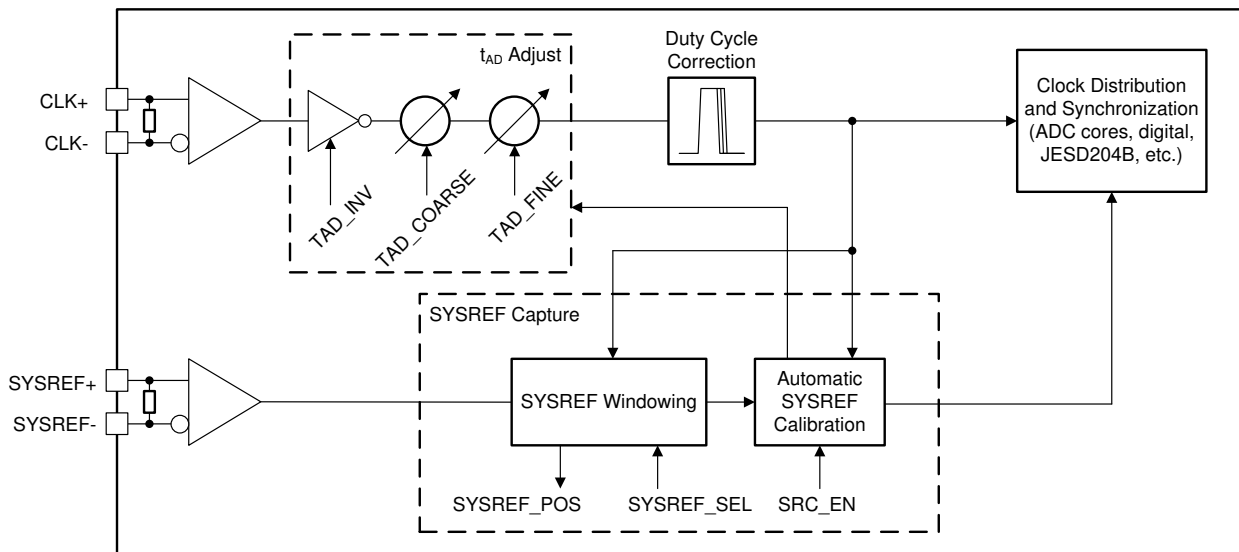 t_AD Adjust
Duty Cycle
Correction
Clock Distribution
and Synchronization
(ADC cores, digital,
JESD204B, etc.)
CLK+
CLK-
TAD_INV
TAD_COARSE
TAD_FINE
SYSREF Capture
SYSREF+
SYSREF-
SYSREF Windowing
Automatic
SYSREF
Calibration
SYSREF_POS
SYSREF_SEL
SRC_EN